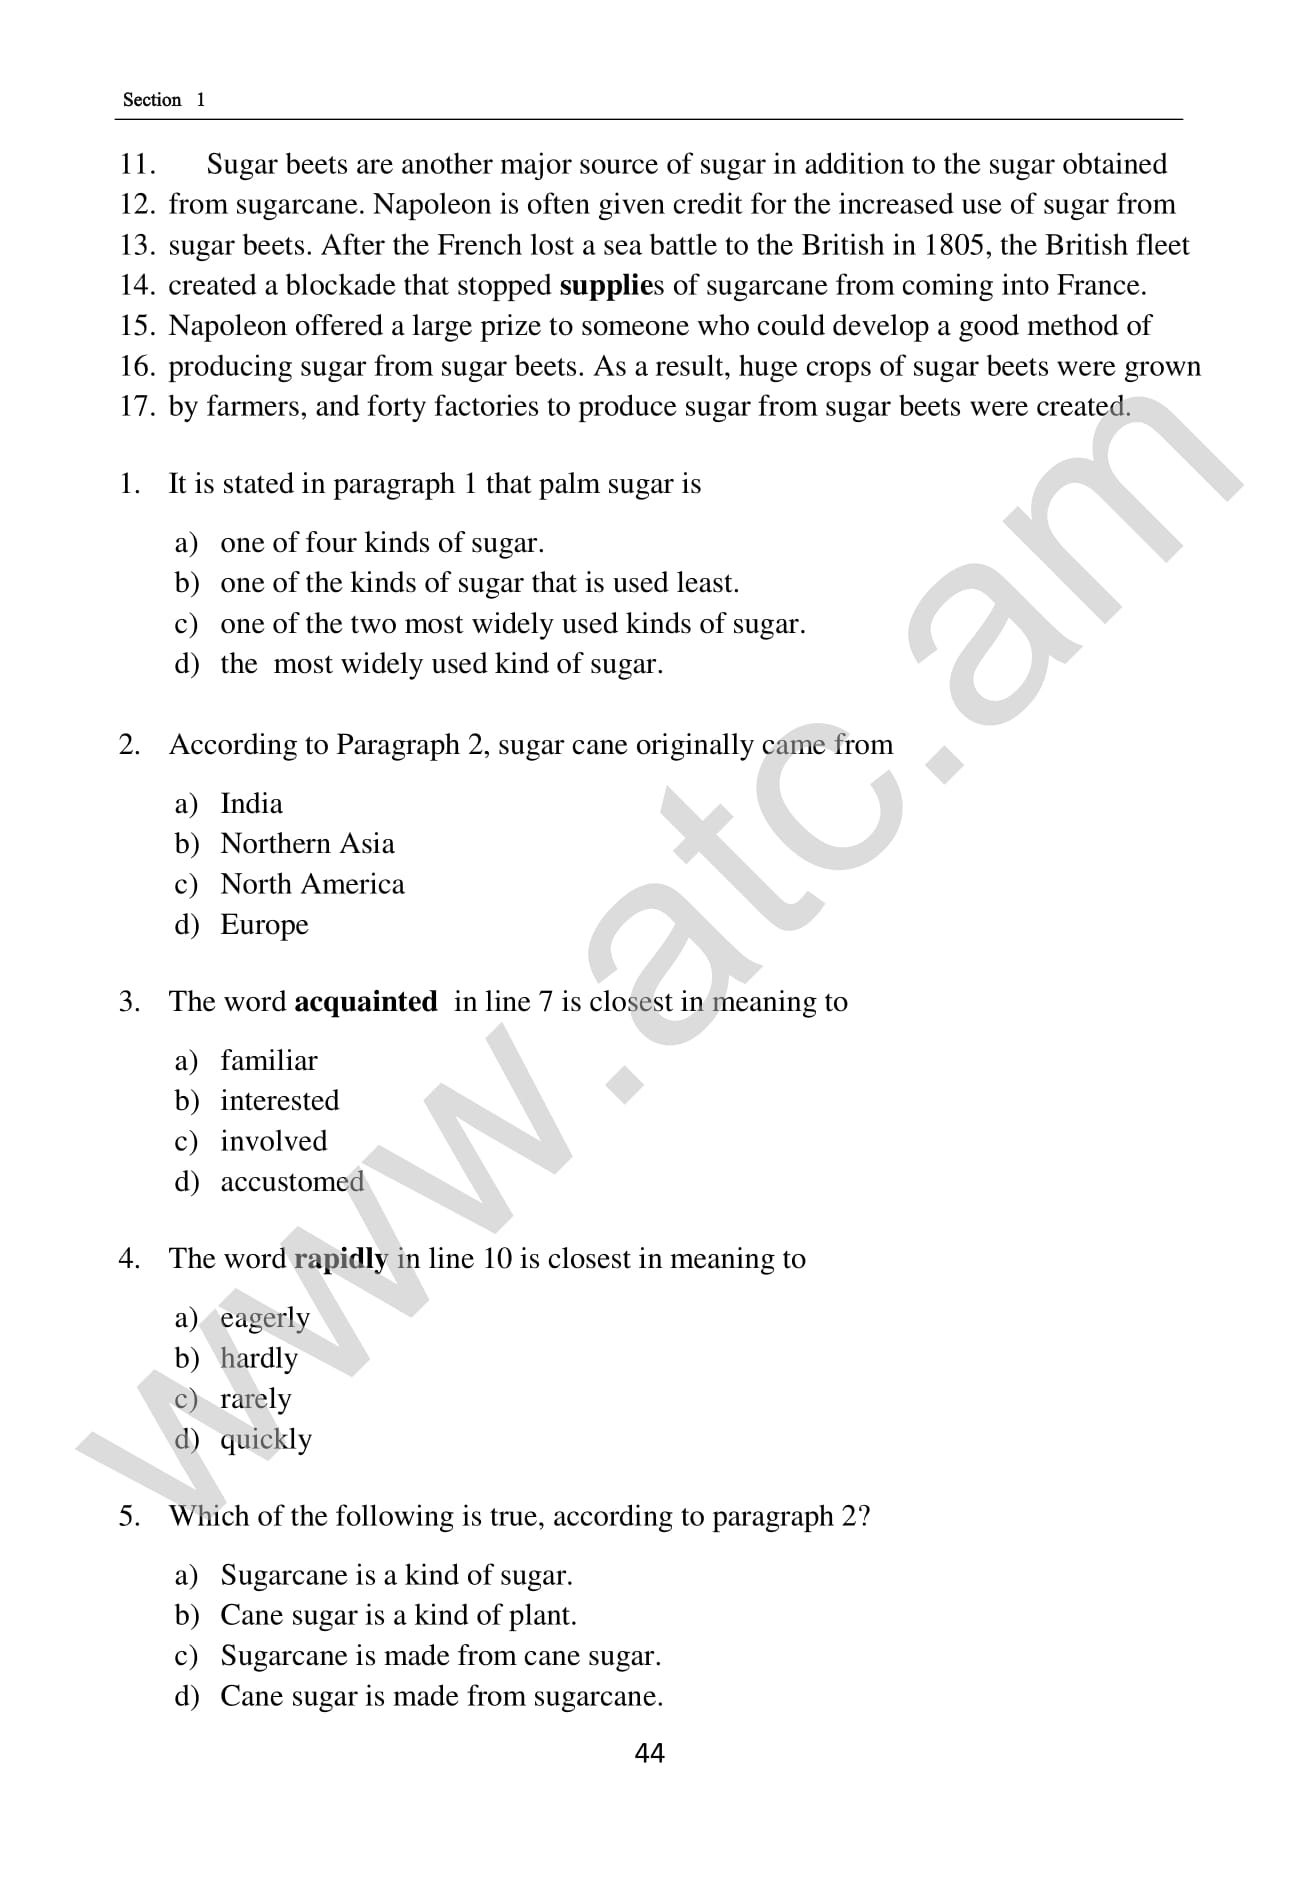 Section 1
11. Sugar beets are another major source of sugar in addition to the sugar obtained
12. from sugarcane. Napoleon is often given credit for the increased use of sugar from
13. sugar beets. After the French lost a sea battle to the British in 1805, the British fleet
14. created a blockade that stopped supplies of sugarcane from coming into France.
15. Napoleon offered a large prize to someone who could develop a good method of
16. producing sugar from sugar beets. As a result, huge crops of sugar beets were grown
17. by farmers, and forty factories to produce sugar from sugar beets were created.
1. It is stated in paragraph 1 that palm sugar is
a) one of four kinds of sugar.
b) one of the kinds of sugar that is used least.
c) one of the two most widely used kinds of sugar.
d) the most widely used kind of sugar.
2. According to Paragraph 2, sugar cane originally came from
a) India
b) Northern Asia
c) North America
d) Europe
3. The word acquainted in line 7 is closest in meaning to
a) familiar
b) interested
c) involved
d) accustomed
4. The word rapidly in line 10 is closest in meaning to
a) eagerly
b) hardly
c) rarely
d) quickly
5. Which of the following is true, according to paragraph 2?
a) Sugarcane is a kind of sugar.
b) Cane sugar is a kind of plant.
c) Sugarcane is made from cane sugar.
d) Cane sugar is made from sugarcane.
44
www.atc.am